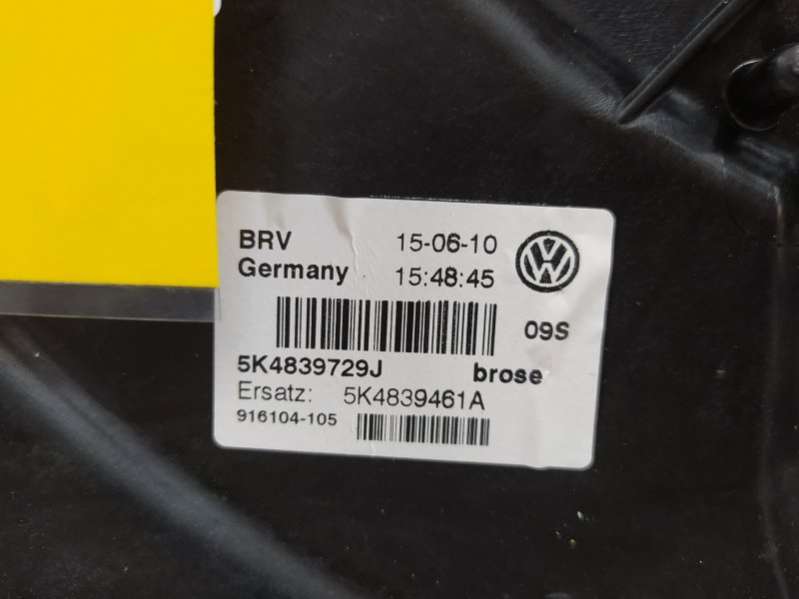 BRV 15-06-10
Germany 15:48:45
09S
5K4839729J brose
Ersatz: 5K4839461A
916104-105